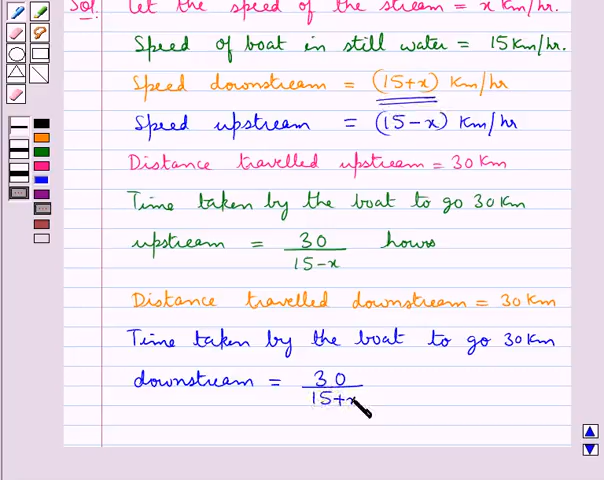 Sol. Let the speed of the stream = x Km/hr.
Speed of boat in still water = 15 Km/hr.
Speed downstream = (15+x) Km/hr
Speed upstream = (15-x) Km/hr
Distance travelled upstream = 30 Km
Time taken by the boat to go 30 Km
upstream = 30/15-x hours
Distance travelled downstream = 30 Km
Time taken by the boat to go 30 Km
downstream = 30/15+x